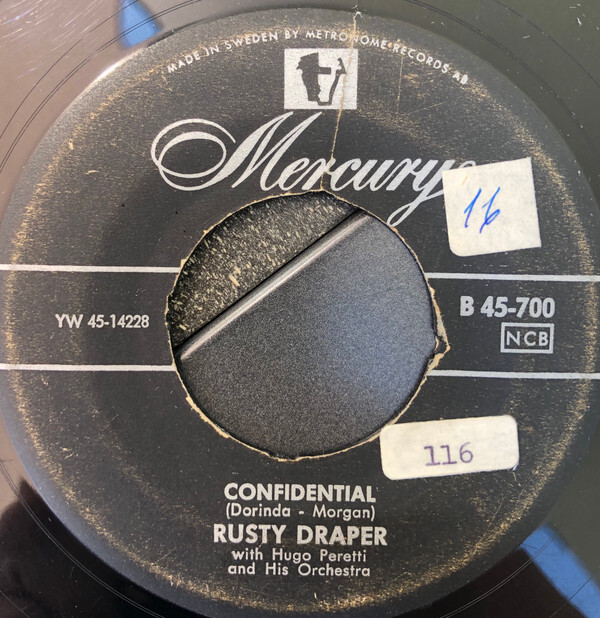 MADE IN SWEDEN BY METRONOME RECORDS AB
Mercury
16
YW 45-14228
B 45-700
NCB
116
CONFIDENTIAL
(Dorinda - Morgan)
RUSTY DRAPER
with Hugo Peretti
and His Orchestra